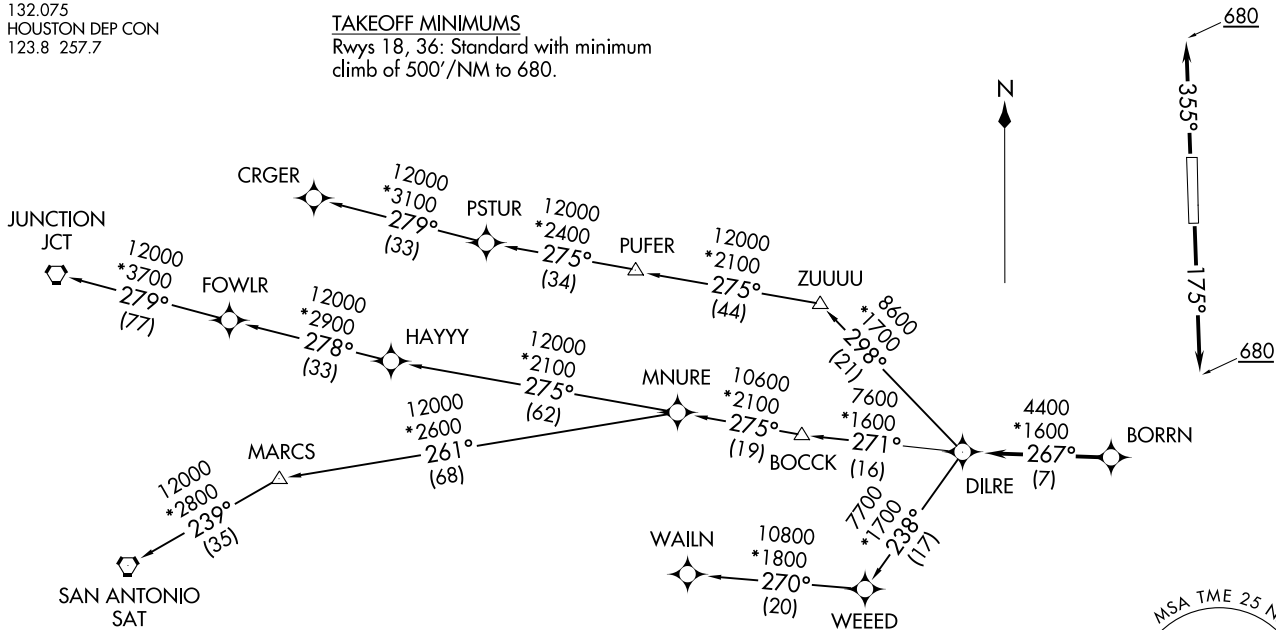 132.075
HOUSTON DEP CON
123.8 257.7
TAKEOFF MINIMUMS
Rwys 18, 36: Standard with minimum
climb of 500'/NM to 680.
680
355°
175°
680
N
CRGER
12000
*3100
279°
(33)
PSTUR
12000
*2400
275°
(34)
PUFER
12000
*2100
275°
(44)
ZUUUU
8600
*1700
298°
(21)
JUNCTION
JCT
12000
*3700
279°
(77)
FOWLR
12000
*2900
278°
(33)
HAYYY
12000
*2100
275°
(62)
MNURE
10600
*2100
275°
(19)
BOCCK
7600
*1600
271°
(16)
DILRE
4400
*1600
267°
(7)
BORRN
12000
*2600
261°
(68)
MARCS
12000
*2800
239°
(35)
SAN ANTONIO
SAT
7700
*1700
238°
(17)
WEEED
10800
*1800
270°
(20)
WAILN
MSA TME 25 N